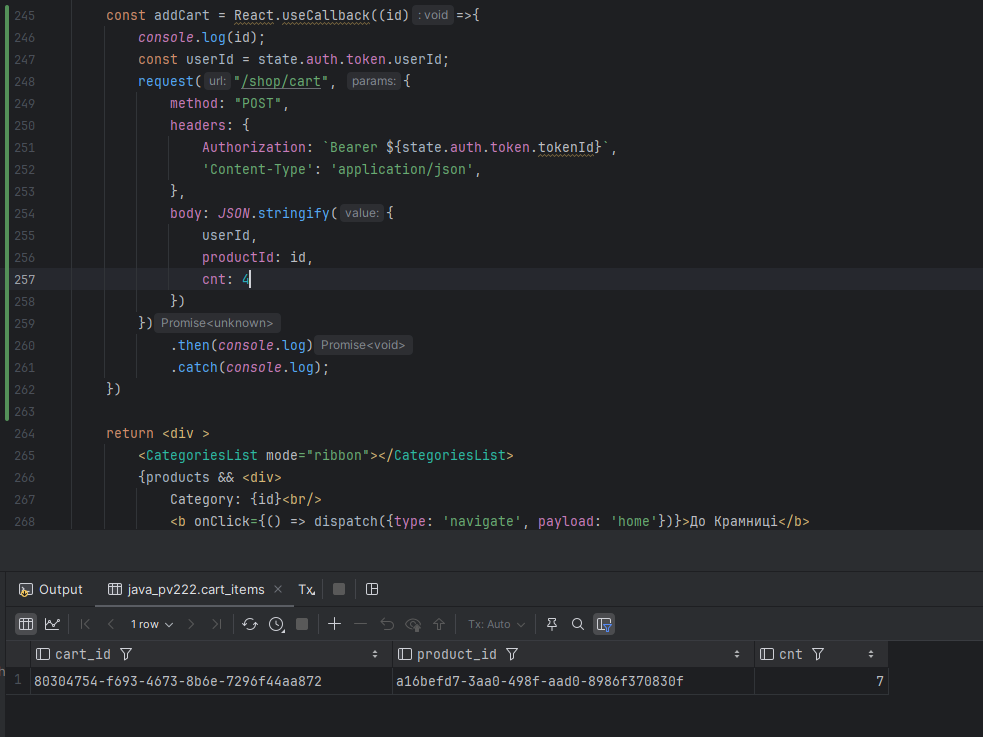 245 const addCart = React.useCallback((id) : void =>{
246 console.log(id);
247 const userId = state.auth.token.userId;
248 request( url: "/shop/cart", params: {
249 method: "POST",
250 headers: {
251 Authorization: `Bearer ${state.auth.token.tokenId}`,
252 'Content-Type': 'application/json',
253 },
254 body: JSON.stringify( value: {
255 userId,
256 productId: id,
257 cnt: 4
258 })
259 }) Promise<unknown>
260 .then(console.log) Promise<void>
261 .catch(console.log);
262 })
263
264 return <div >
265 <CategoriesList mode="ribbon"></CategoriesList>
266 {products && <div>
267 Category: {id}<br/>
268 <b onClick={() => dispatch({type: 'navigate', payload: 'home'})}>До Крамниці</b>
Output java_pv222.cart_items Tx
1 row Tx: Auto
cart_id product_id cnt
1 80304754-f693-4673-8b6e-7296f44aa872 a16befd7-3aa0-498f-aad0-8986f370830f 7